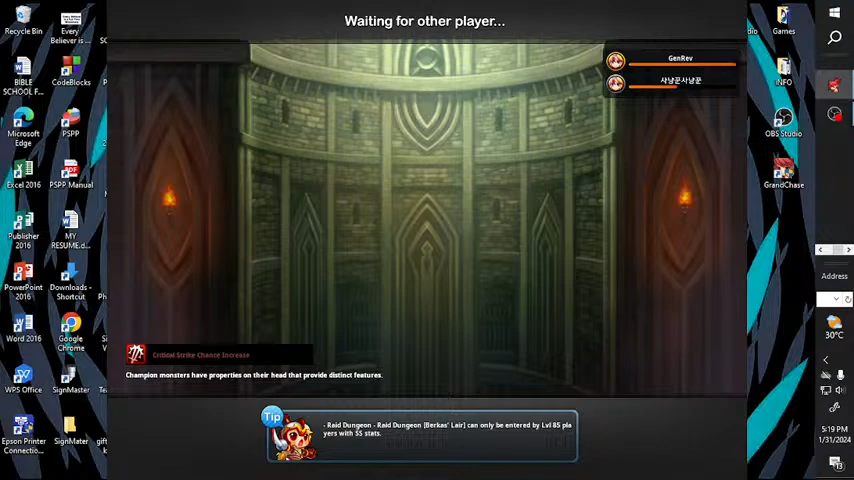 Waiting for other player...
GenRev
사냥꾼사냥꾼
Critical Strike Chance Increase
Champion monsters have properties on their head that provide distinct features.
Tip
- Raid Dungeon - Raid Dungeon [Berkas' Lair] can only be entered by Lvl 85 pla
yers with SS stats.
Recycle Bin
Every
Believer is
a ...
BIBLE
SCHOOL F...
CodeBlocks
Microsoft
Edge
PSPP
Excel 2016
PSPP Manual
Publisher
2016
MY
RESUME.d...
PowerPoint
2016
Downloads -
Shortcut
Word 2016
Google
Chrome
WPS Office
SignMaster
Epson Printer
Connectio...
SignMater
Games
INFO
OBS Studio
GrandChase
Address
30°C
5:19 PM
1/31/2024
13